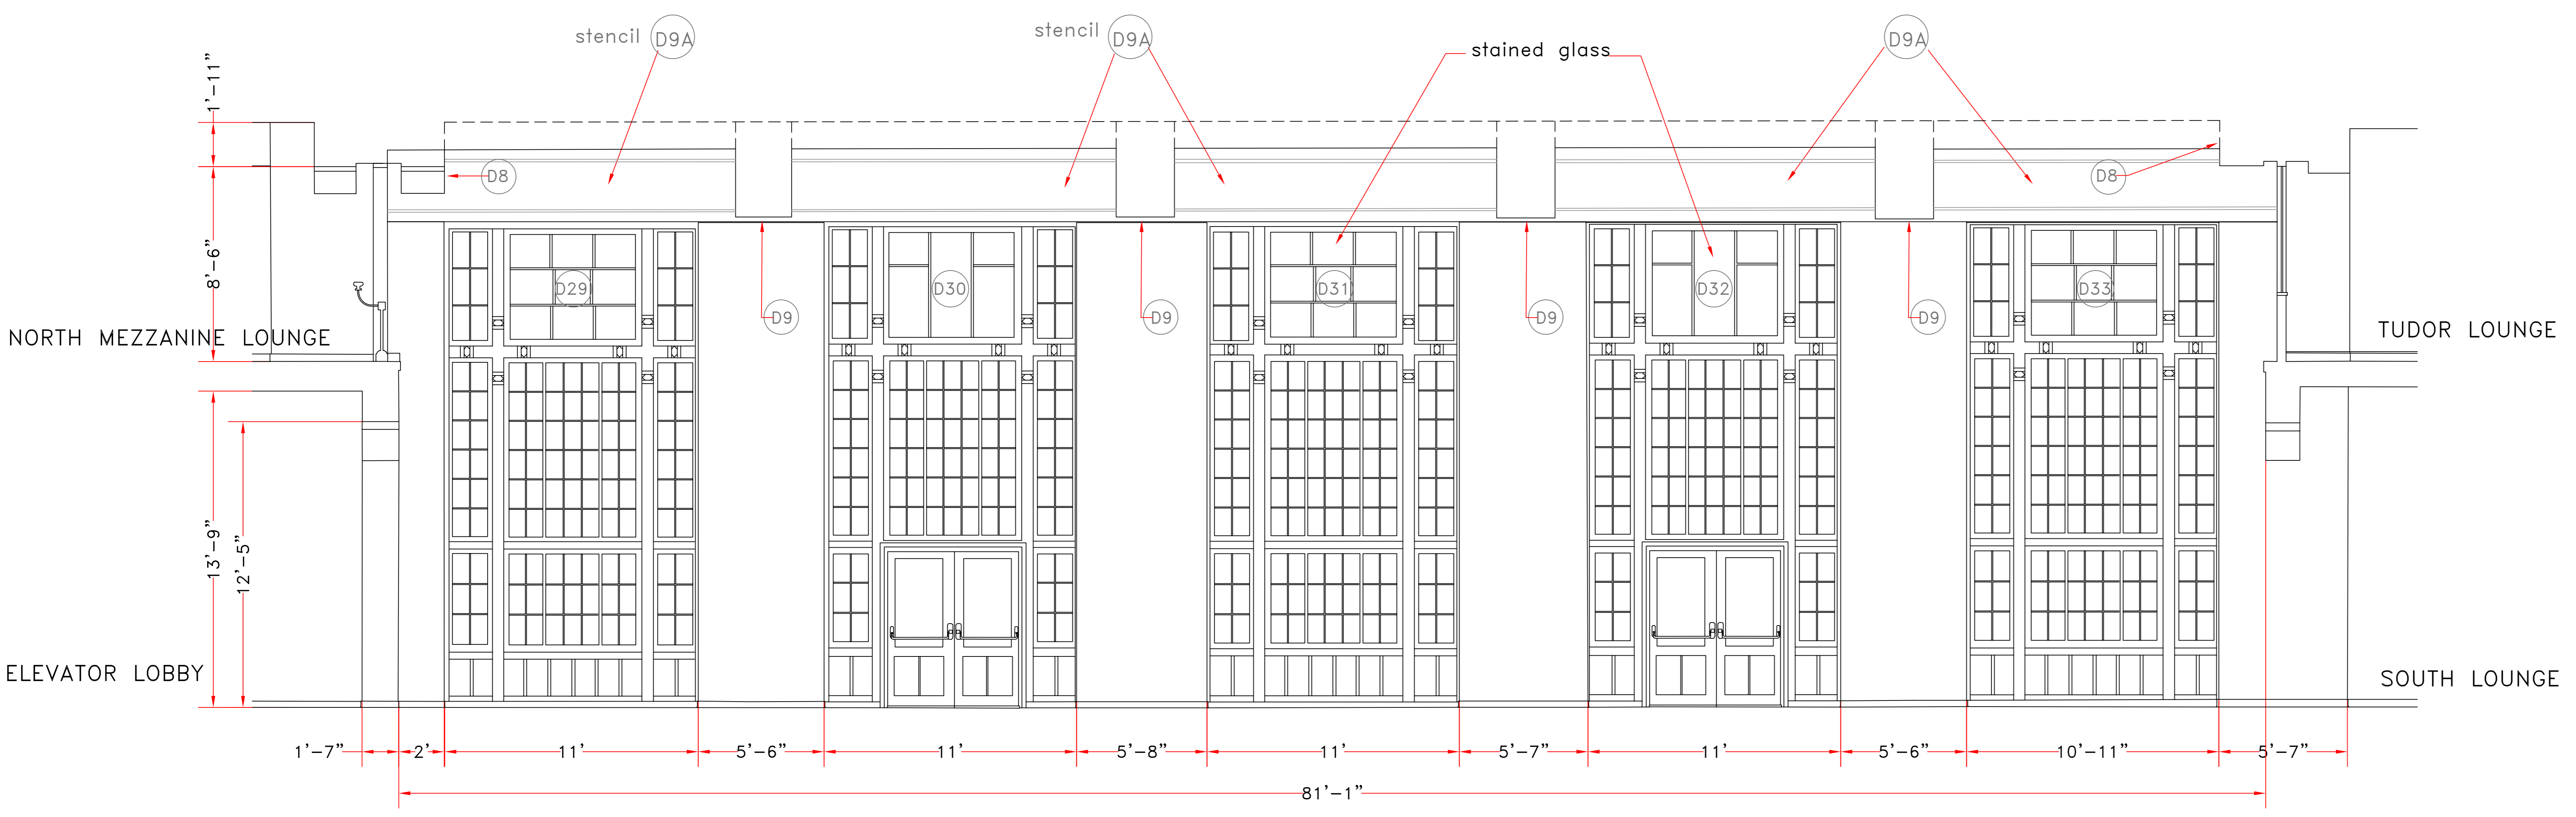 stencil D9A
stencil D9A
D9A
stained glass
1'-11"
D8
D8
8'-6"
D29
D30
D31
D32
D33
D9
D9
D9
D9
NORTH MEZZANINE LOUNGE
TUDOR LOUNGE
13'-9"
12'-5"
ELEVATOR LOBBY
SOUTH LOUNGE
1'-7"
2'
11'
5'-6"
11'
5'-8"
11'
5'-7"
11'
5'-6"
10'-11"
5'-7"
81'-1"